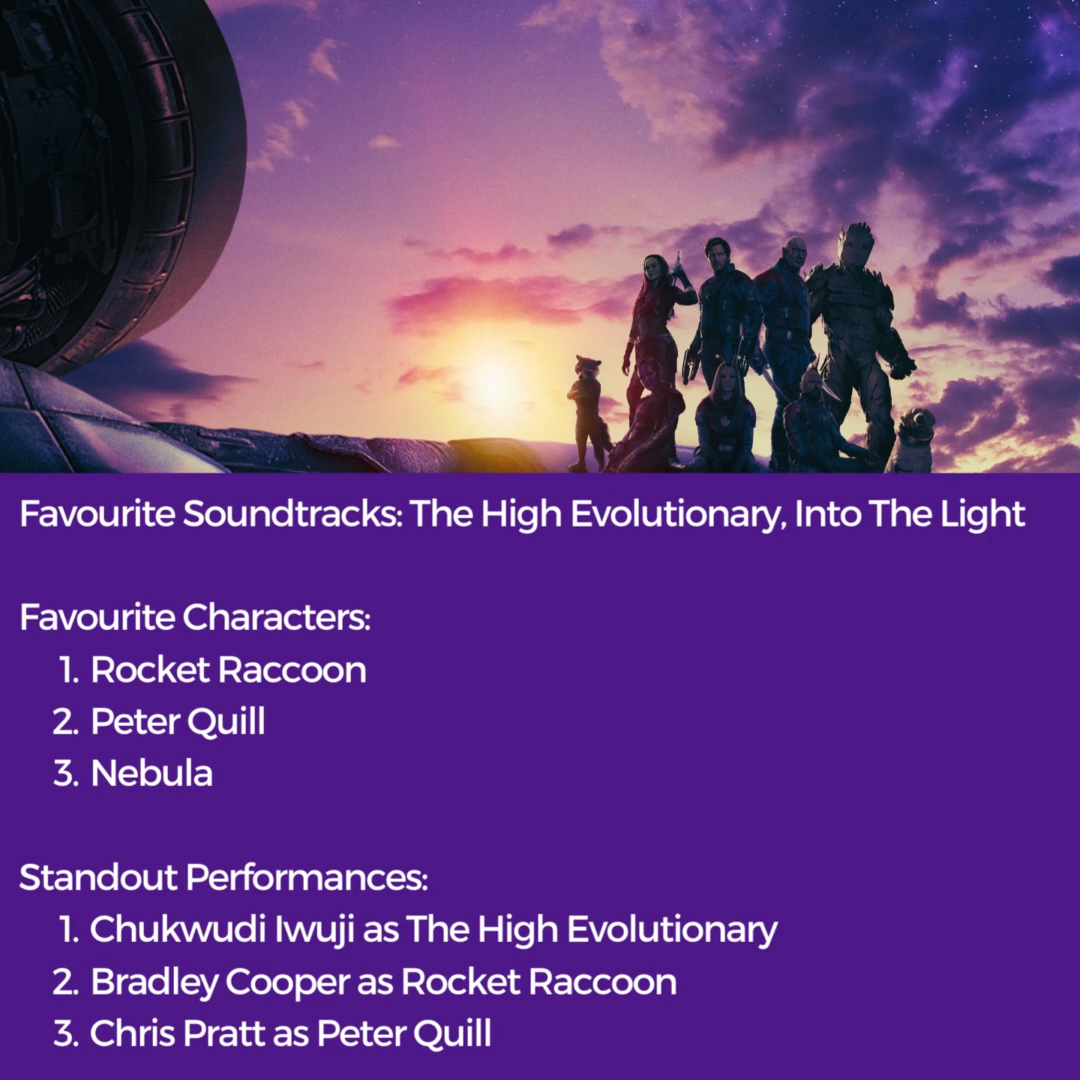 Favourite Soundtracks: The High Evolutionary, Into The Light
Favourite Characters:
1. Rocket Raccoon
2. Peter Quill
3. Nebula
Standout Performances:
1. Chukwudi Iwuji as The High Evolutionary
2. Bradley Cooper as Rocket Raccoon
3. Chris Pratt as Peter Quill